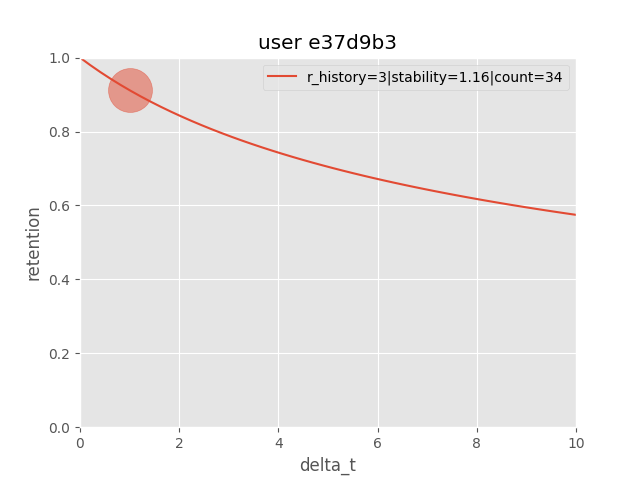 user e37d9b3
r_history=3|stability=1.16|count=34
retention
1.0
0.8
0.6
0.4
0.2
0.0
0 2 4 6 8 10
delta_t